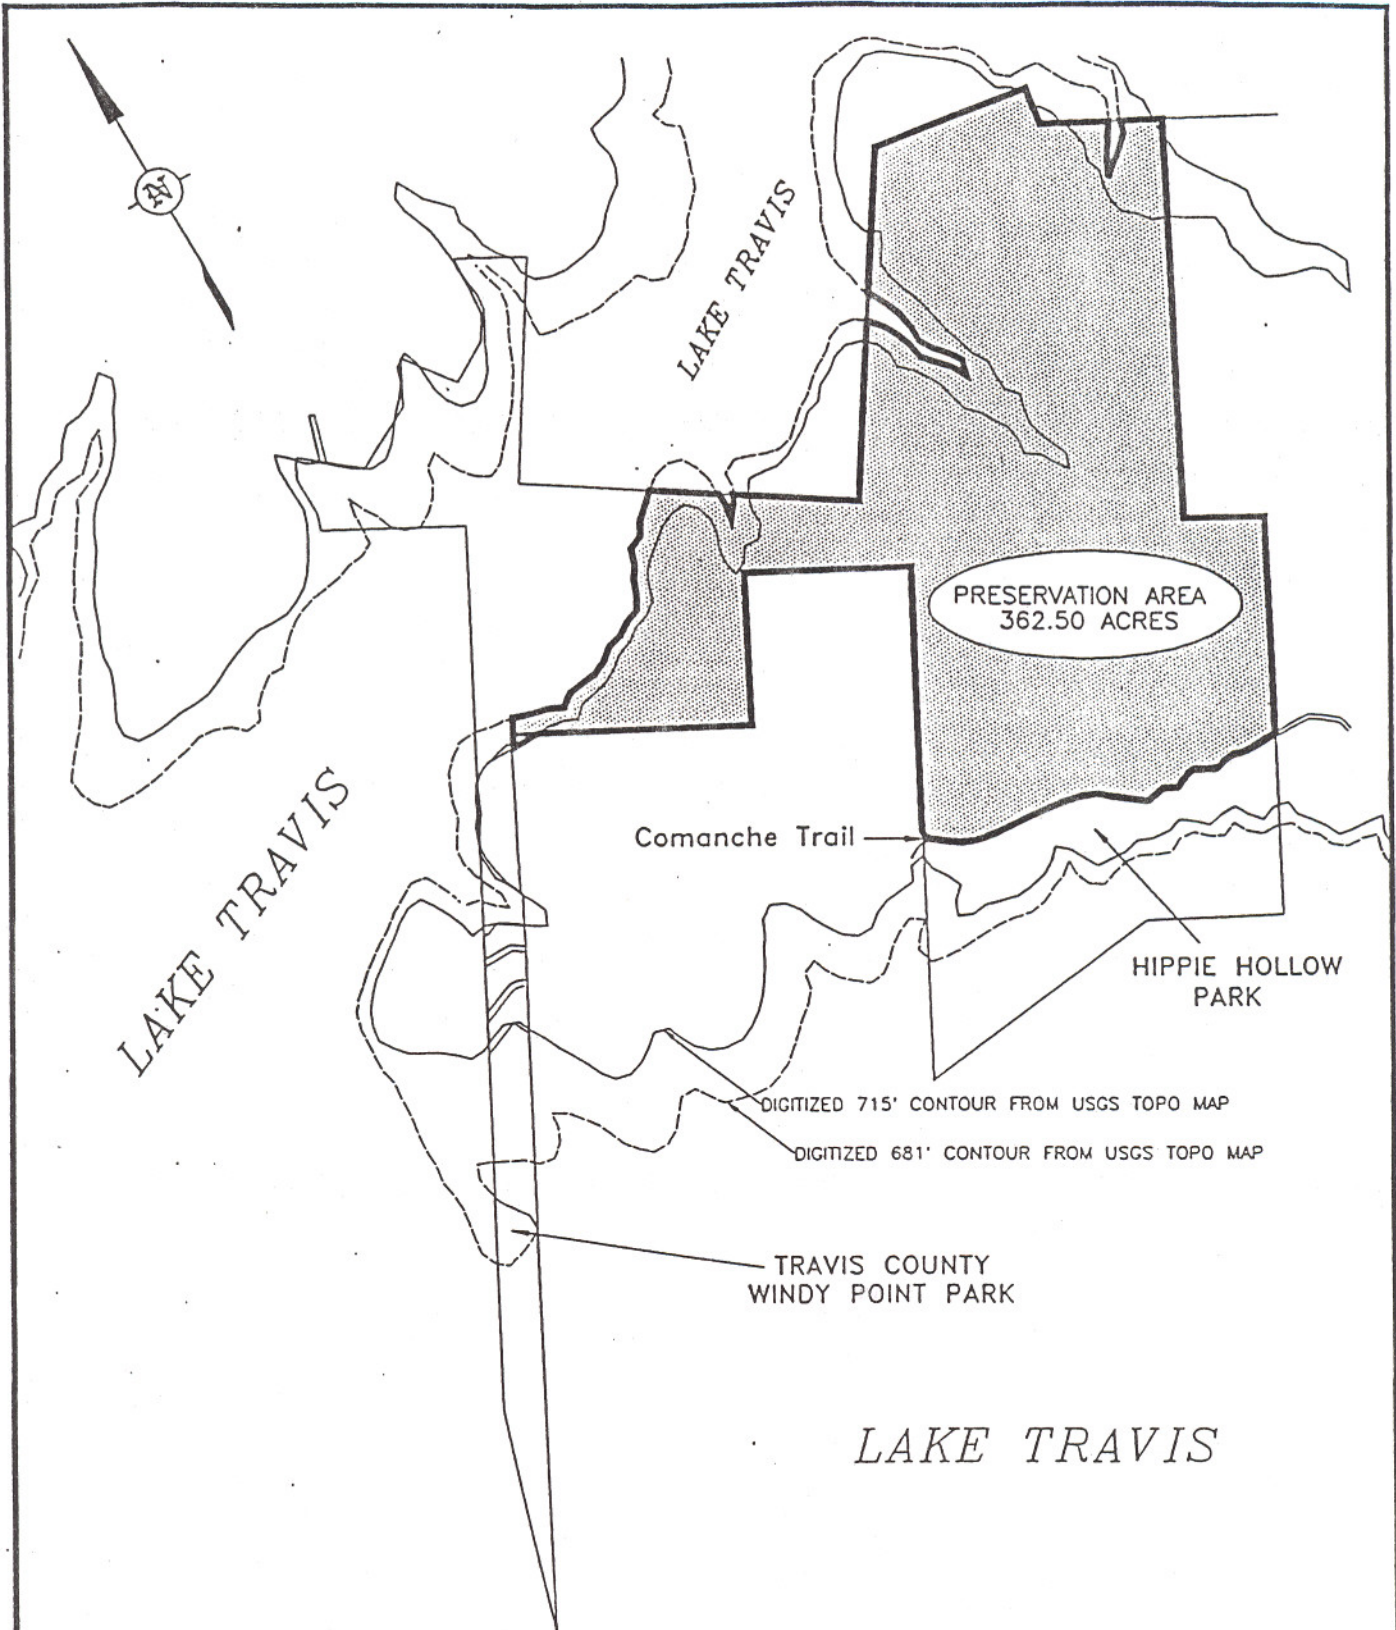 N
LAKE TRAVIS
PRESERVATION AREA
362.50 ACRES
LAKE TRAVIS
Comanche Trail
HIPPIE HOLLOW
PARK
DIGITIZED 715' CONTOUR FROM USGS TOPO MAP
DIGITIZED 681' CONTOUR FROM USGS TOPO MAP
TRAVIS COUNTY
WINDY POINT PARK
LAKE TRAVIS